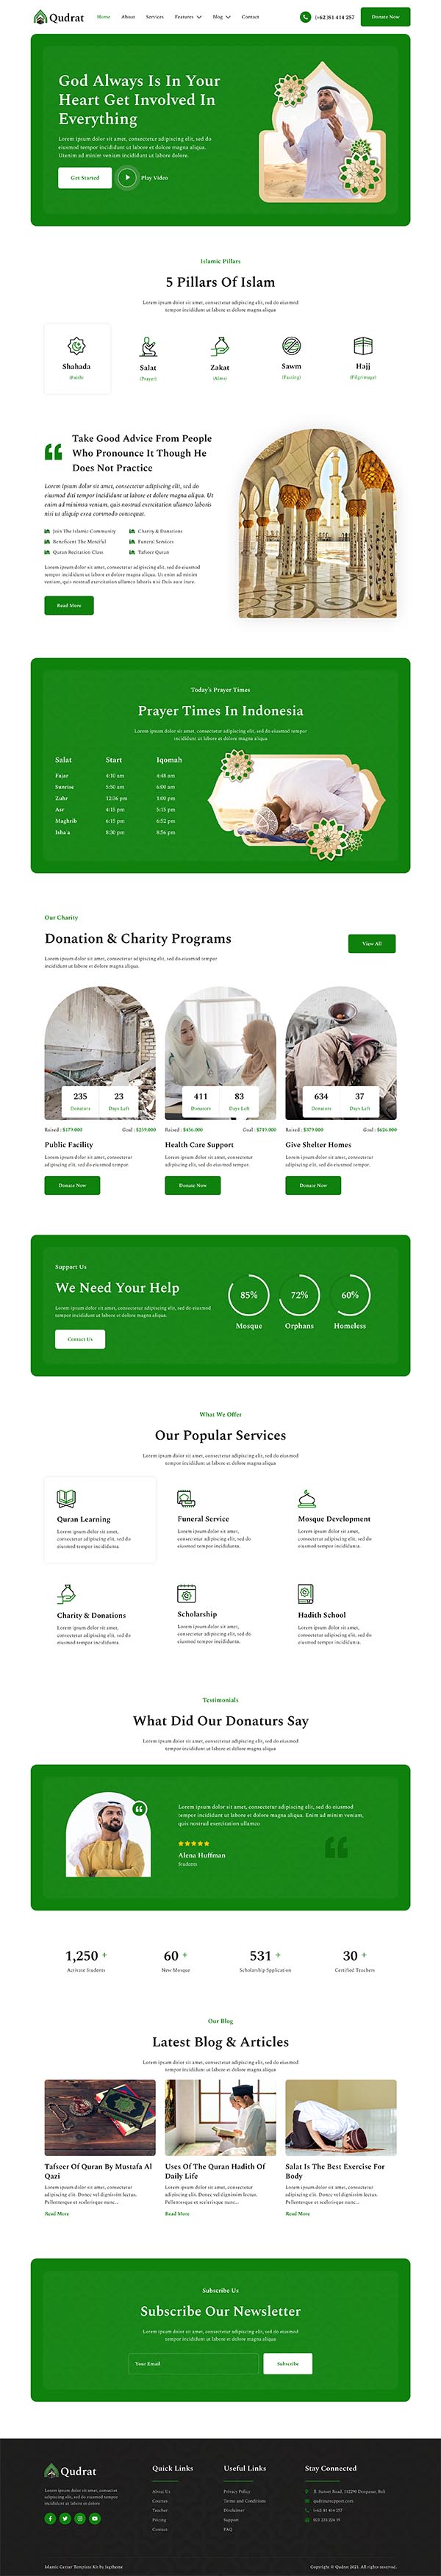 Qudrat
Home About Services Features Blog Contact
(+62) 81 414 257
Donate Now
God Always Is In Your
Heart Get Involved In
Everything
Lorem ipsum dolor sit amet, consectetur adipiscing elit, sed do
eiusmod tempor incididunt ut labore et dolore magna aliqua.
Utenim ad minim veniam incididunt ut labore dolore.
Get Started
Play Video
Islamic Pillars
5 Pillars Of Islam
Lorem ipsum dolor sit amet, consectetur adipiscing elit, sed do eiusmod
tempor incididunt ut labore et dolore magna aliqua
Shahada
(Faith)
Salat
(Prayer)
Zakat
(Alms)
Sawm
(Fasting)
Hajj
(Pilgrimage)
Take Good Advice From People
Who Pronounce It Though He
Does Not Practice
Lorem ipsum dolor sit amet, consectetur adipiscing elit, sed do
eiusmod diti tempor incididunt ut labore et dolore magna aliqua. Ut
enim ad minimsa veniam, quis nostrud exercitation ullamco laboris
nisi ut aliquip exea commodo consequat.
Join The Islamic Community
Charity & Donations
Beneficent The Merciful
Funeral Services
Quran Recitation Class
Tafseer Quran
Lorem ipsum dolor sit amet, consectetur adipiscing elit, sed do eiusmod
tempor incididunt ut labore et dolore magna aliqua. Ut enim ad minim
veniam, quis nostrud exercitation ullamco laboris nisi Duis aute irure.
Read More
Today's Prayer Times
Prayer Times In Indonesia
Lorem ipsum dolor sit amet, consectetur adipiscing elit, sed do eiusmod tempor
incididunt ut labore et dolore magna aliqua
Salat Start Iqomah
Fajar 4:10 am 4:48 am
Sunrise 5:50 am 6:00 am
Zuhr 12:56 pm 1:00 pm
Asr 4:15 pm 5:15 pm
Maghrib 6:15 pm 6:52 pm
Isha'a 8:30 pm 8:56 pm
Our Charity
Donation & Charity Programs
Lorem ipsum dolor sit amet, consectetur adipiscing elit, sed do eiusmod tempor
incididunt ut labore et dolore magna aliqua.
View All
235 23
Donators Days Left
Raised : $179.000 Goal : $259.000
Public Facility
Lorem ipsum dolor sit amet, consectetur
adipiscing elit, sed do eiusmod tempor.
Donate Now
411 83
Donators Days Left
Raised : $456.000 Goal : $719.000
Health Care Support
Lorem ipsum dolor sit amet, consectetur
adipiscing elit, sed do eiusmod tempor.
Donate Now
634 37
Donators Days Left
Raised : $379.000 Goal : $626.000
Give Shelter Homes
Lorem ipsum dolor sit amet, consectetur
adipiscing elit, sed do eiusmod tempor.
Donate Now
Support Us
We Need Your Help
Lorem ipsum dolor sit amet, consectetur adipiscing elit, sed do eiusmod
tempor incididunt ut labore et dolore magna aliqua.
Contact Us
85%
Mosque
72%
Orphans
60%
Homeless
What We Offer
Our Popular Services
Lorem ipsum dolor sit amet, consectetur adipiscing elit, sed do eiusmod
tempor incididunt ut labore et dolore magna aliqua
Quran Learning
Lorem ipsum dolor sit amet,
consectetur adipiscing elit, sed do
eiusmod tempor incididunta.
Funeral Service
Lorem ipsum dolor sit amet,
consectetur adipiscing elit, sed do
eiusmod tempor incididunta.
Mosque Development
Lorem ipsum dolor sit amet,
consectetur adipiscing elit, sed do
eiusmod tempor incididunta.
Charity & Donations
Lorem ipsum dolor sit amet,
consectetur adipiscing elit, sed do
eiusmod tempor incididunta.
Scholarship
Lorem ipsum dolor sit amet,
consectetur adipiscing elit, sed do
eiusmod tempor incididunta.
Hadith School
Lorem ipsum dolor sit amet,
consectetur adipiscing elit, sed do
eiusmod tempor incididunta.
Testimonials
What Did Our Donaturs Say
Lorem ipsum dolor sit amet, consectetur adipiscing elit, sed do eiusmod
tempor incididunt ut labore et dolore magna aliqua
Lorem ipsum dolor sit amet, consectetur adipiscing elit, sed do eiusmod
tempor incididunt ut labore et dolore magna aliqua. Enim ad minim veniam,
quis nostrud exercitation ullamco
Alena Huffman
Students
1,250 +
Activate Students
60 +
New Mosque
531 +
Scholarship Spplication
30 +
Certified Teachers
Our Blog
Latest Blog & Articles
Lorem ipsum dolor sit amet, consectetur adipiscing elit, sed do eiusmod
tempor incididunt ut labore et dolore magna aliqua
Tafseer Of Quran By Mustafa Al
Qazi
Lorem ipsum dolor sit amet, consectetur
adipiscing elit. Donec vel dignissim lectus.
Pellentesque et scelerisque nunc...
Read More
Uses Of The Quran Hadith Of
Daily Life
Lorem ipsum dolor sit amet, consectetur
adipiscing elit. Donec vel dignissim lectus.
Pellentesque et scelerisque nunc...
Read More
Salat Is The Best Exercise For
Body
Lorem ipsum dolor sit amet, consectetur
adipiscing elit. Donec vel dignissim lectus.
Pellentesque et scelerisque nunc...
Read More
Subscribe Us
Subscribe Our Newsletter
Lorem ipsum dolor sit amet, consectetur adipiscing elit, sed do eiusmod
tempor incididunt ut labore et dolore magna aliqua
Your Email
Subscribe
Qudrat
Lorem ipsum dolor sit amet, consectet
adipiscing elit, sed do eiusmod tempor
incididunt ut labore et dolore
Quick Links
About Us
Courses
Teacher
Pricing
Contact
Useful Links
Privacy Policy
Terms and Conditions
Disclaimer
Support
FAQ
Stay Connected
(+62) 81 414 257
Islamic Center Template Kit by Jegtheme
Copyright © Qudrat 2021. All rights reserved.